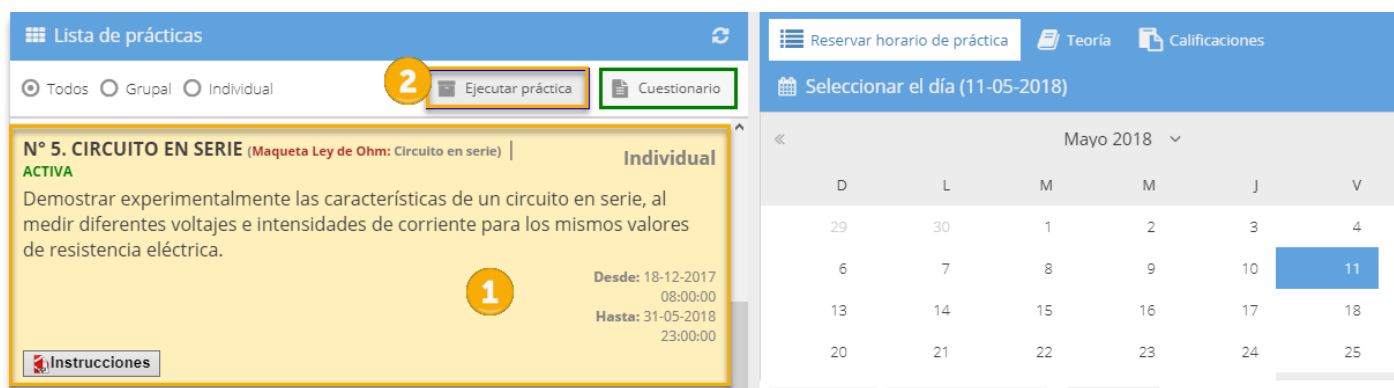 Lista de prácticas
Todos Grupal Individual
2
Ejecutar práctica
Cuestionario
N° 5. CIRCUITO EN SERIE (Maqueta Ley de Ohm: Circuito en serie) |
ACTIVA
Individual
Demostrar experimentalmente las características de un circuito en serie, al
medir diferentes voltajes e intensidades de corriente para los mismos valores
de resistencia eléctrica.
1
Desde: 18-12-2017
08:00:00
Hasta: 31-05-2018
23:00:00
Instrucciones
Reservar horario de práctica Teoría Calificaciones
Seleccionar el día (11-05-2018)
« Mayo 2018
D L M M J V
29 30 1 2 3 4
6 7 8 9 10 11
13 14 15 16 17 18
20 21 22 23 24 25